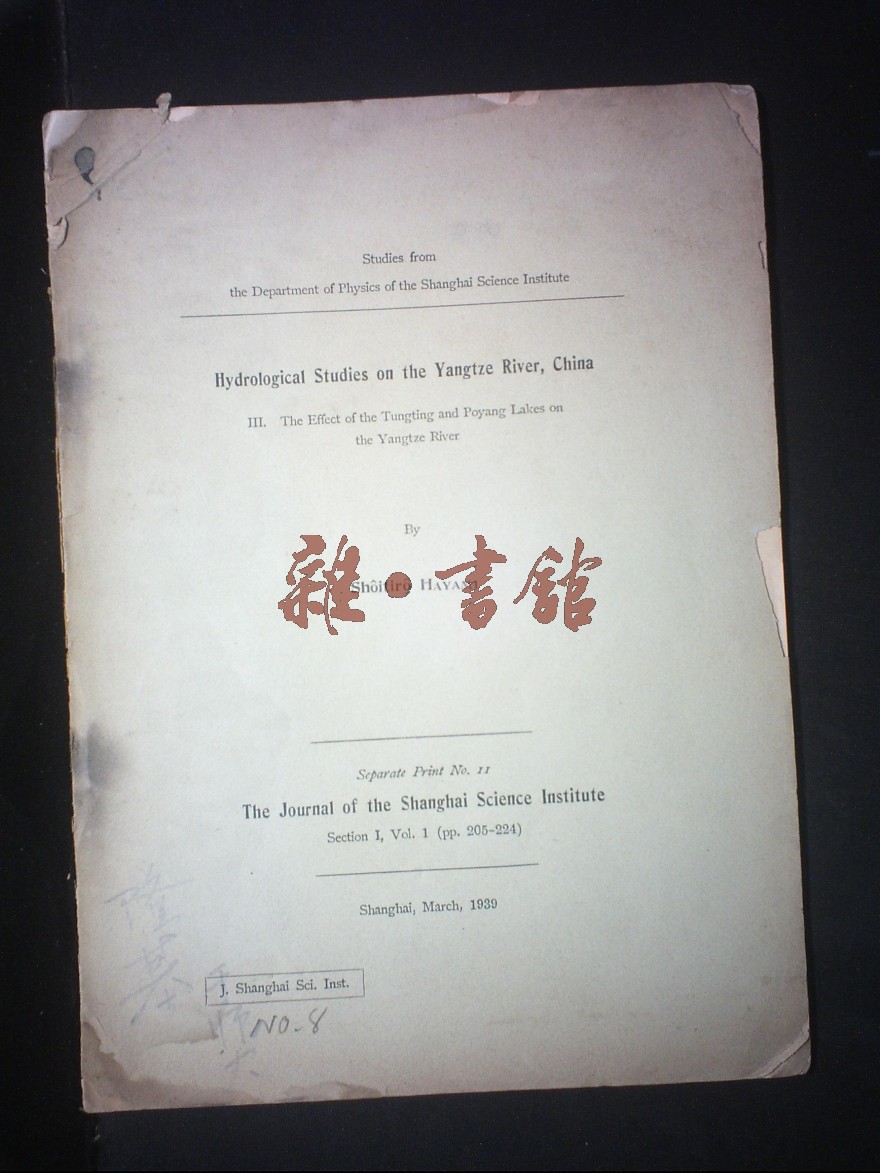 Studies from
the Department of Physics of the Shanghai Science Institute
Hydrological Studies on the Yangtze River, China
III. The Effect of the Tungting and Poyang Lakes on
the Yangtze River
By
Shôitirô HAYAMI
雜·書館
Separate Print No. 11
The Journal of the Shanghai Science Institute
Section I, Vol. 1 (pp. 205-224)
Shanghai, March, 1939
J. Shanghai Sci. Inst.
NO-8